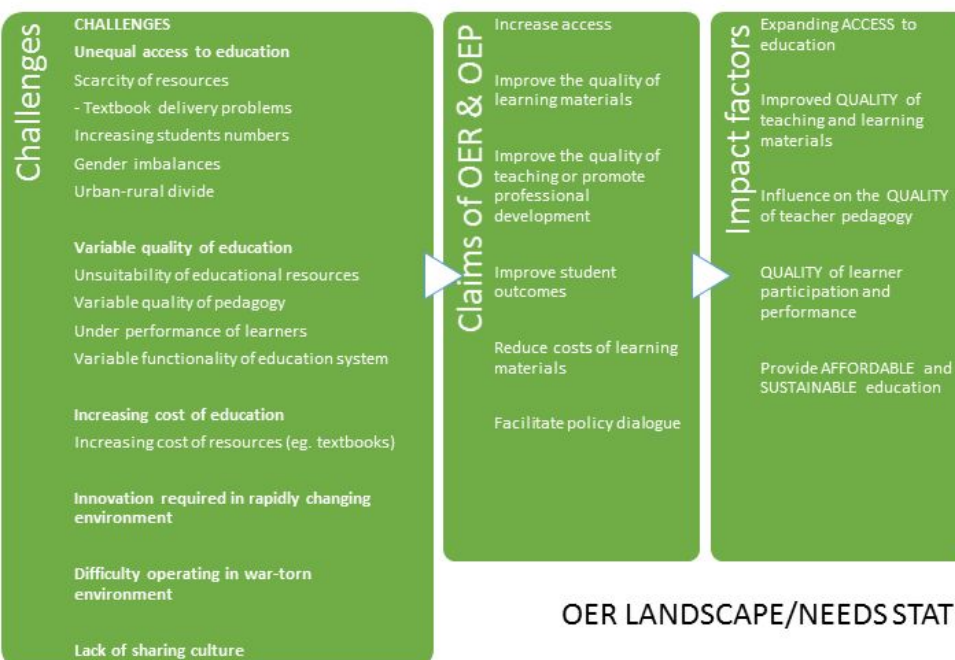 Challenges
CHALLENGES
Unequal access to education
Scarcity of resources
- Textbook delivery problems
Increasing students numbers
Gender imbalances
Urban-rural divide
Variable quality of education
Unsuitability of educational resources
Variable quality of pedagogy
Under performance of learners
Variable functionality of education system
Increasing cost of education
Increasing cost of resources (eg. textbooks)
Innovation required in rapidly changing
environment
Difficulty operating in war-torn
environment
Lack of sharing culture
Claims of OER & OEP
Increase access
Improve the quality of
learning materials
Improve the quality of
teaching or promote
professional
development
Improve student
outcomes
Reduce costs of learning
materials
Facilitate policy dialogue
Impact factors
Expanding ACCESS to
education
Improved QUALITY of
teaching and learning
materials
Influence on the QUALITY
of teacher pedagogy
QUALITY of learner
participation and
performance
Provide AFFORDABLE and
SUSTAINABLE education
OER LANDSCAPE/NEEDS STAT